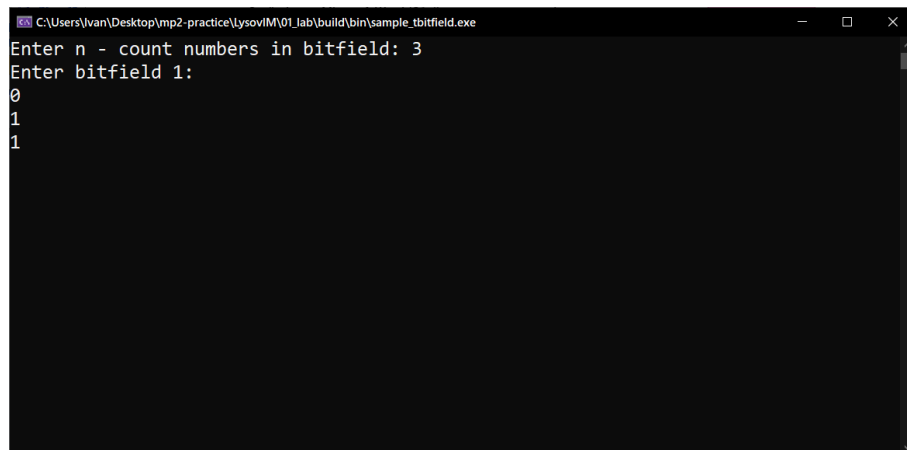 C:\Users\Ivan\Desktop\mp2-practice\LysovIM\01_lab\build\bin\sample_tbitfield.exe
Enter n - count numbers in bitfield: 3
Enter bitfield 1:
0
1
1